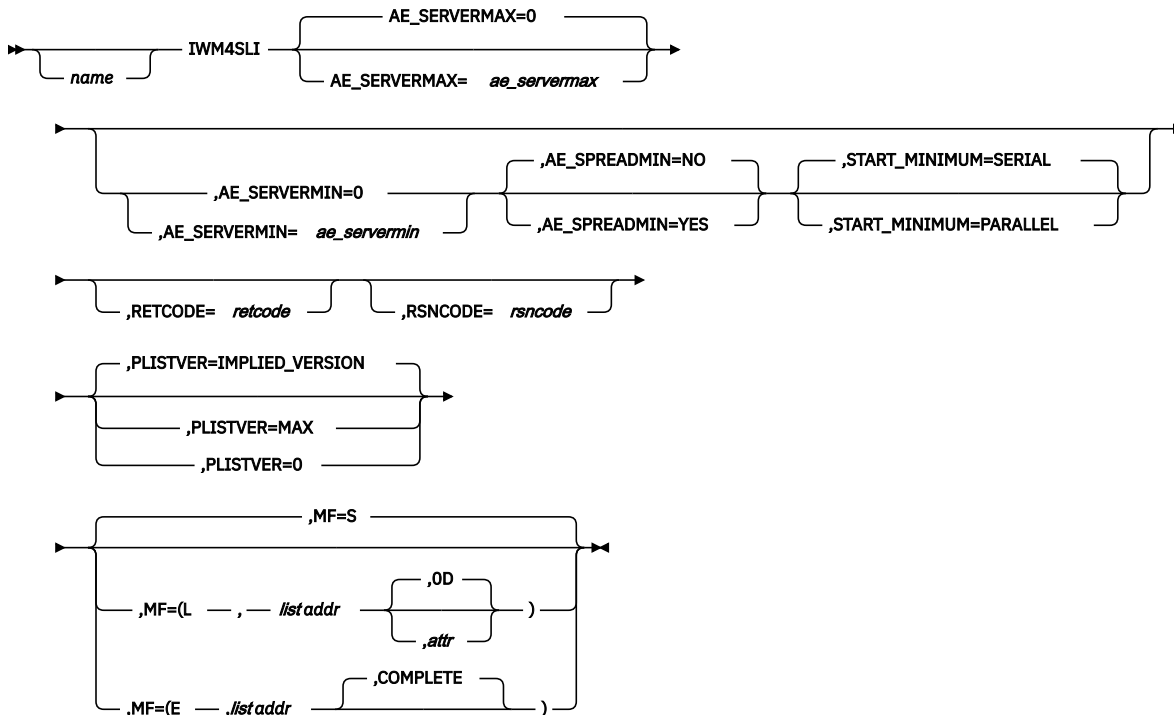 AE_SERVERMAX=0
name
IWM4SLI
AE_SERVERMAX= ae_servermax
,AE_SERVERMIN=0
,AE_SERVERMIN= ae_servermin
,AE_SPREADMIN=NO
,AE_SPREADMIN=YES
,START_MINIMUM=SERIAL
,START_MINIMUM=PARALLEL
,RETCODE= retcode
,RSNCODE= rsncode
,PLISTVER=IMPLIED_VERSION
,PLISTVER=MAX
,PLISTVER=0
,MF=S
,MF=(L , list addr ,0D ,attr )
,MF=(E ,list addr ,COMPLETE )